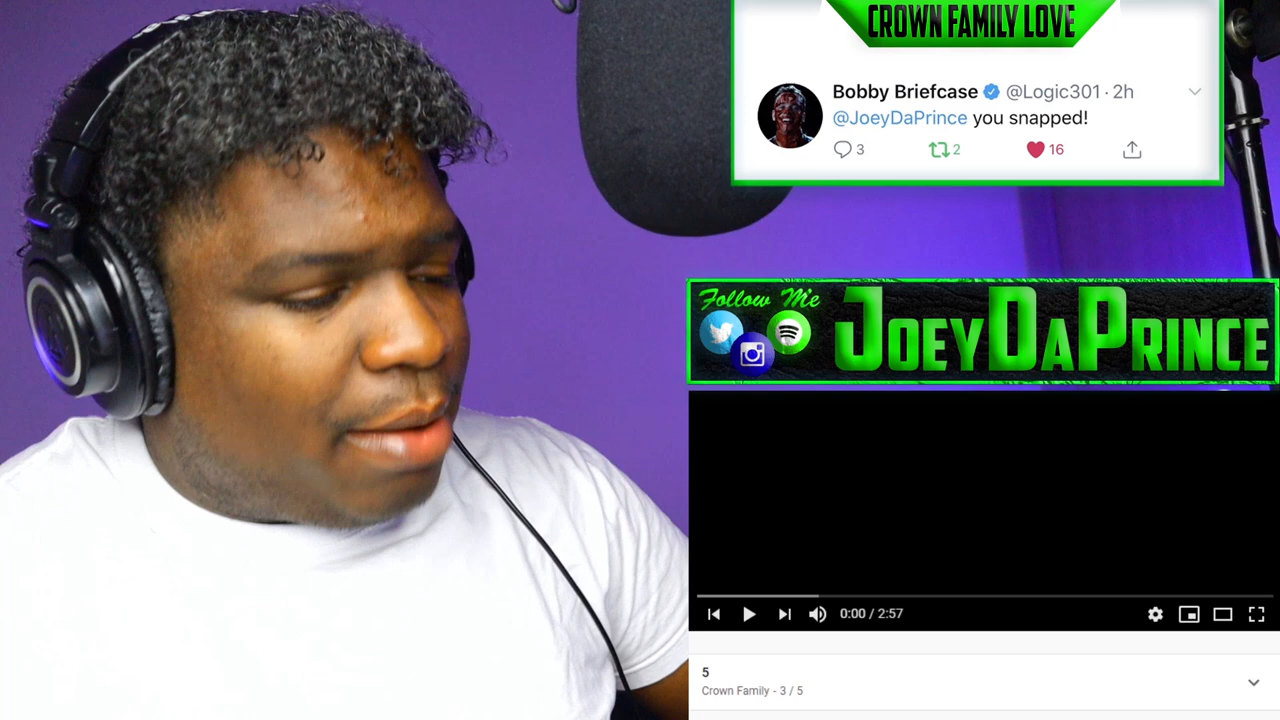 CROWN FAMILY LOVE
Bobby Briefcase @Logic301 · 2h
@JoeyDaPrince you snapped!
3 2 16
Follow Me
JOEYDAPRINCE
0:00 / 2:57
5
Crown Family - 3 / 5